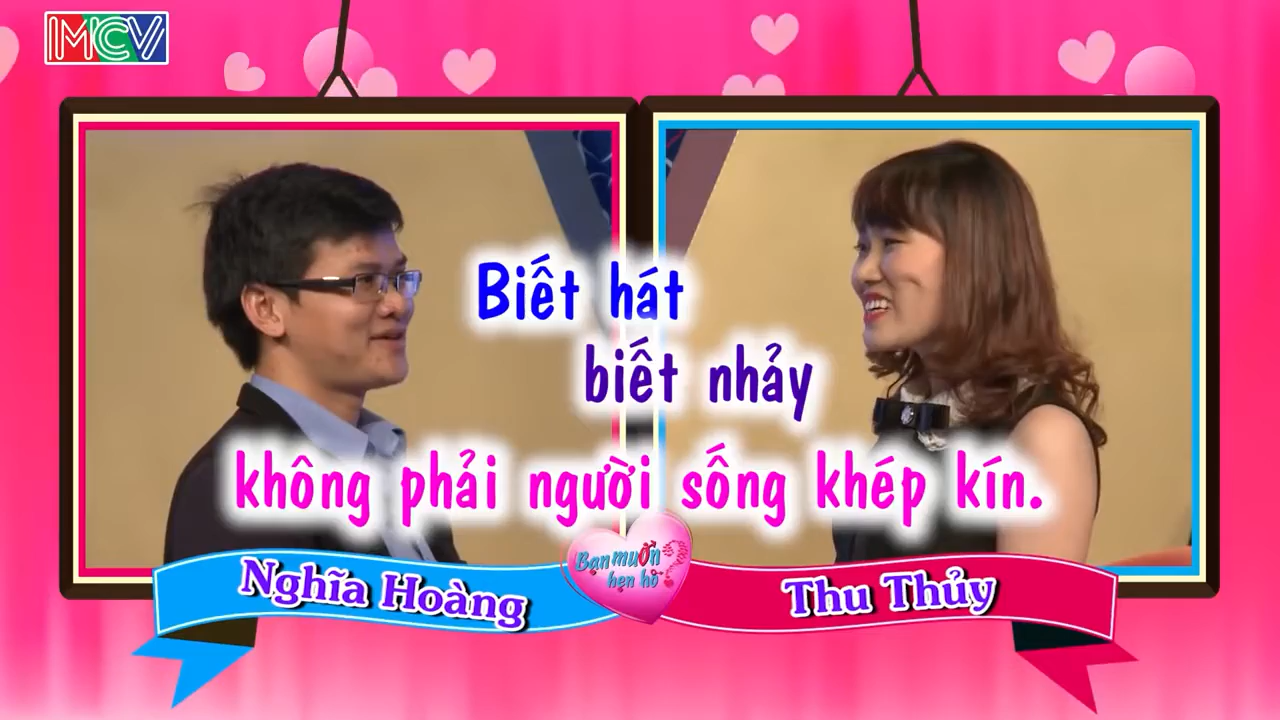 MCV
Biết hát
biết nhảy
không phải người sống khép kín.
Bạn muốn
hẹn hò
Nghĩa Hoàng
Thu Thủy